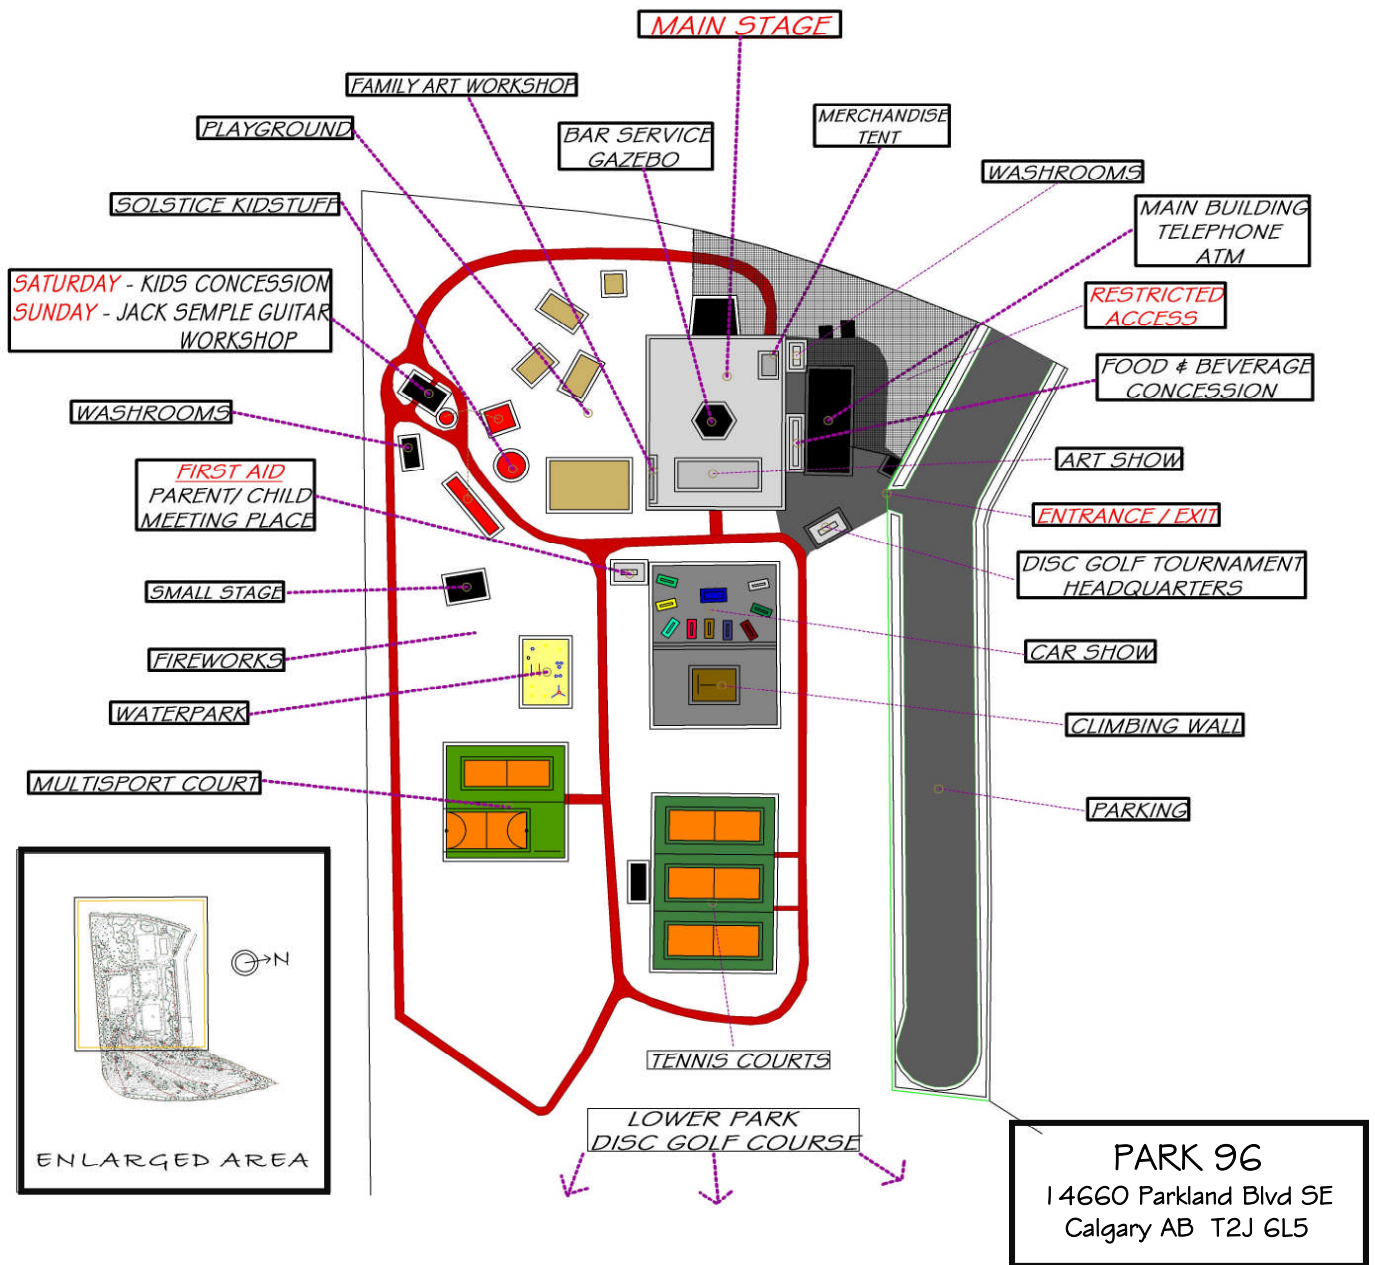 MAIN STAGE
FAMILY ART WORKSHOP
PLAYGROUND
BAR SERVICE
GAZEBO
MERCHANDISE
TENT
WASHROOMS
SOLSTICE KIDSTUFF
MAIN BUILDING
TELEPHONE
ATM
SATURDAY - KIDS CONCESSION
SUNDAY - JACK SEMPLE GUITAR
WORKSHOP
RESTRICTED
ACCESS
FOOD & BEVERAGE
CONCESSION
WASHROOMS
FIRST AID
PARENT/ CHILD
MEETING PLACE
ART SHOW
ENTRANCE / EXIT
DISC GOLF TOURNAMENT
HEADQUARTERS
SMALL STAGE
FIREWORKS
CAR SHOW
WATERPARK
CLIMBING WALL
MULTISPORT COURT
PARKING
N
ENLARGED AREA
TENNIS COURTS
LOWER PARK
DISC GOLF COURSE
PARK 96
14660 Parkland Blvd SE
Calgary AB T2J 6L5